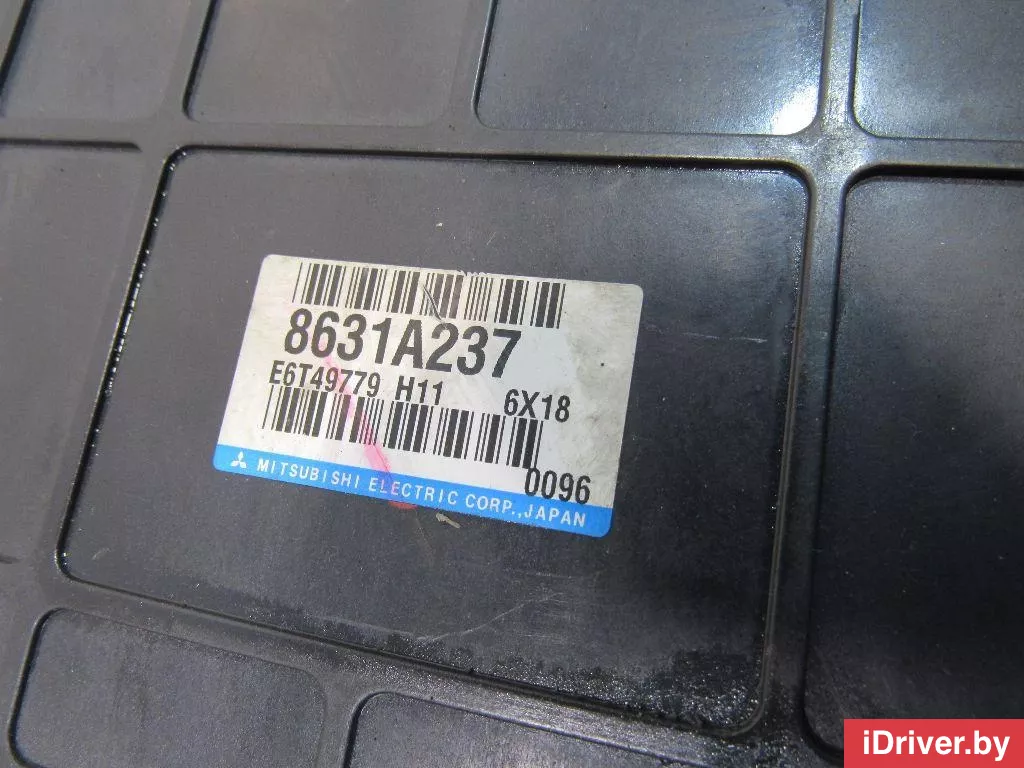 8631A237
E6T49779 H11 6X18
0096
MITSUBISHI ELECTRIC CORP.,JAPAN
iDriver.by